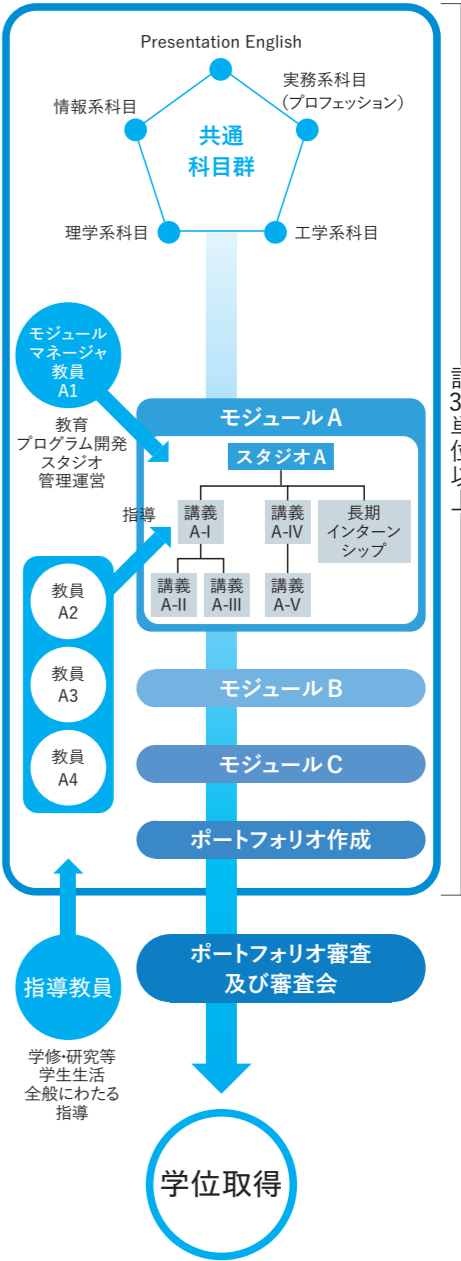 Presentation English
実務系科目
(プロフェッション)
情報系科目
共通
科目群
理学系科目
工学系科目
モジュール
マネージャ
教員
A1
教育
プログラム開発
スタジオ
管理運営
モジュール A
スタジオ A
指導
講義
A-I
講義
A-IV
長期
インターン
シップ
講義
A-II
講義
A-III
講義
A-V
教員
A2
教員
A3
教員
A4
モジュール B
モジュール C
ポートフォリオ作成
ポートフォリオ審査
及び審査会
指導教員
学修・研究等
学生生活
全般にわたる
指導
学位取得